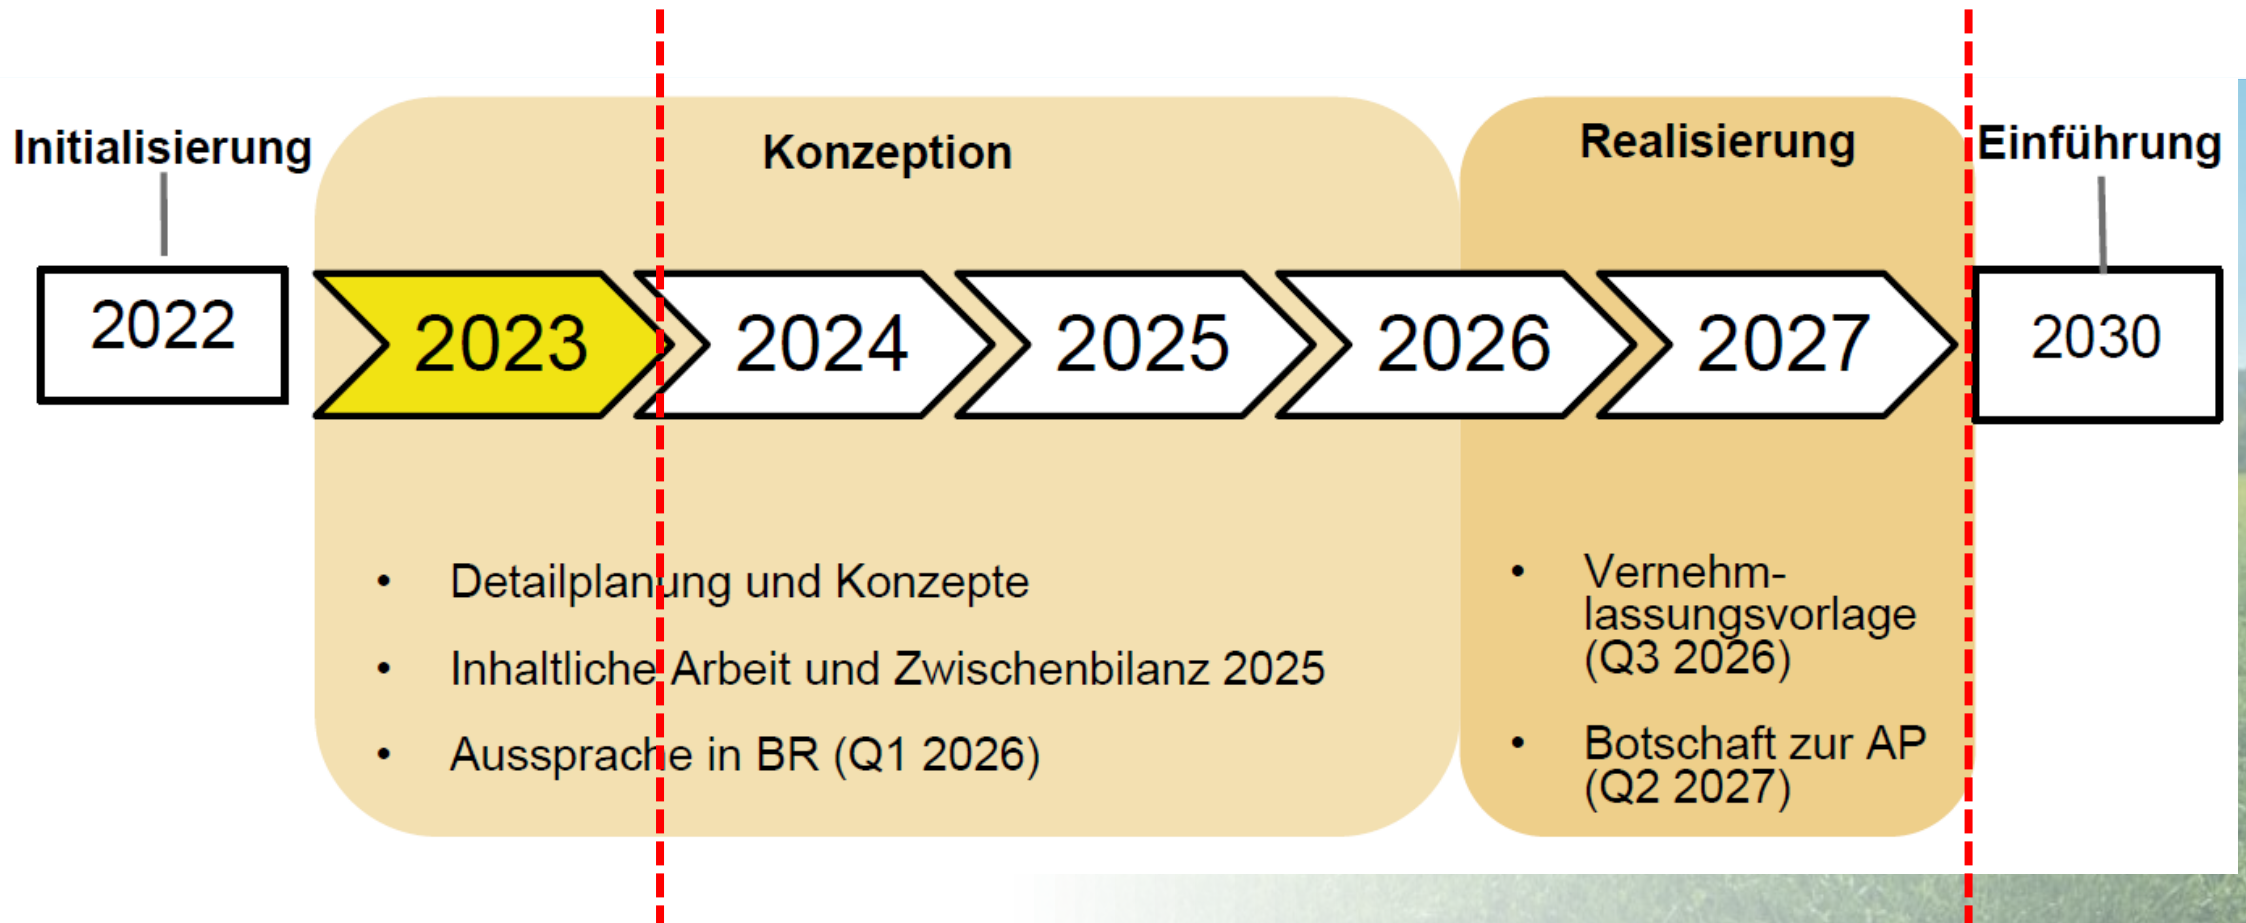 Initialisierung
Konzeption
Realisierung
Einführung
2022
2023
2024
2025
2026
2027
2030
• Detailplanung und Konzepte
• Inhaltliche Arbeit und Zwischenbilanz 2025
• Aussprache in BR (Q1 2026)
• Vernehm-
lassungsvorlage
(Q3 2026)
• Botschaft zur AP
(Q2 2027)